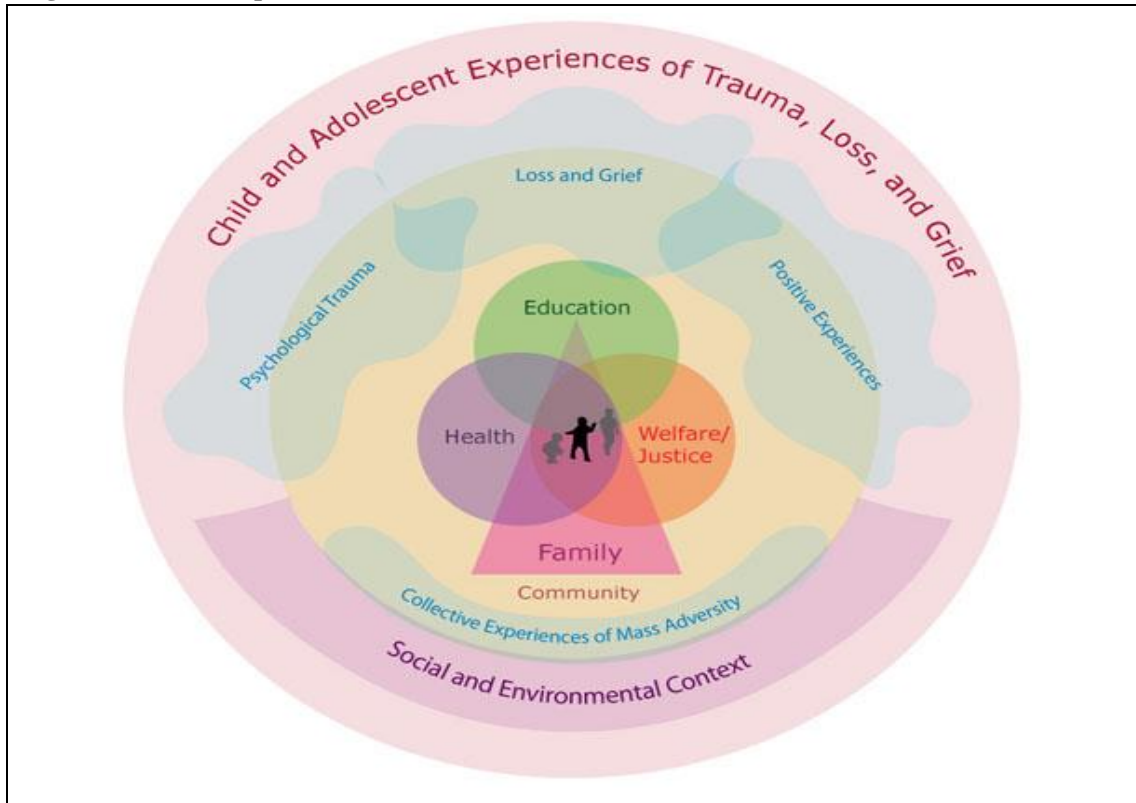 Child and Adolescent Experiences of Trauma, Loss, and Grief
Loss and Grief
Psychological Trauma
Positive Experiences
Education
Health
Welfare/
Justice
Family
Community
Collective Experiences of Mass Adversity
Social and Environmental Context